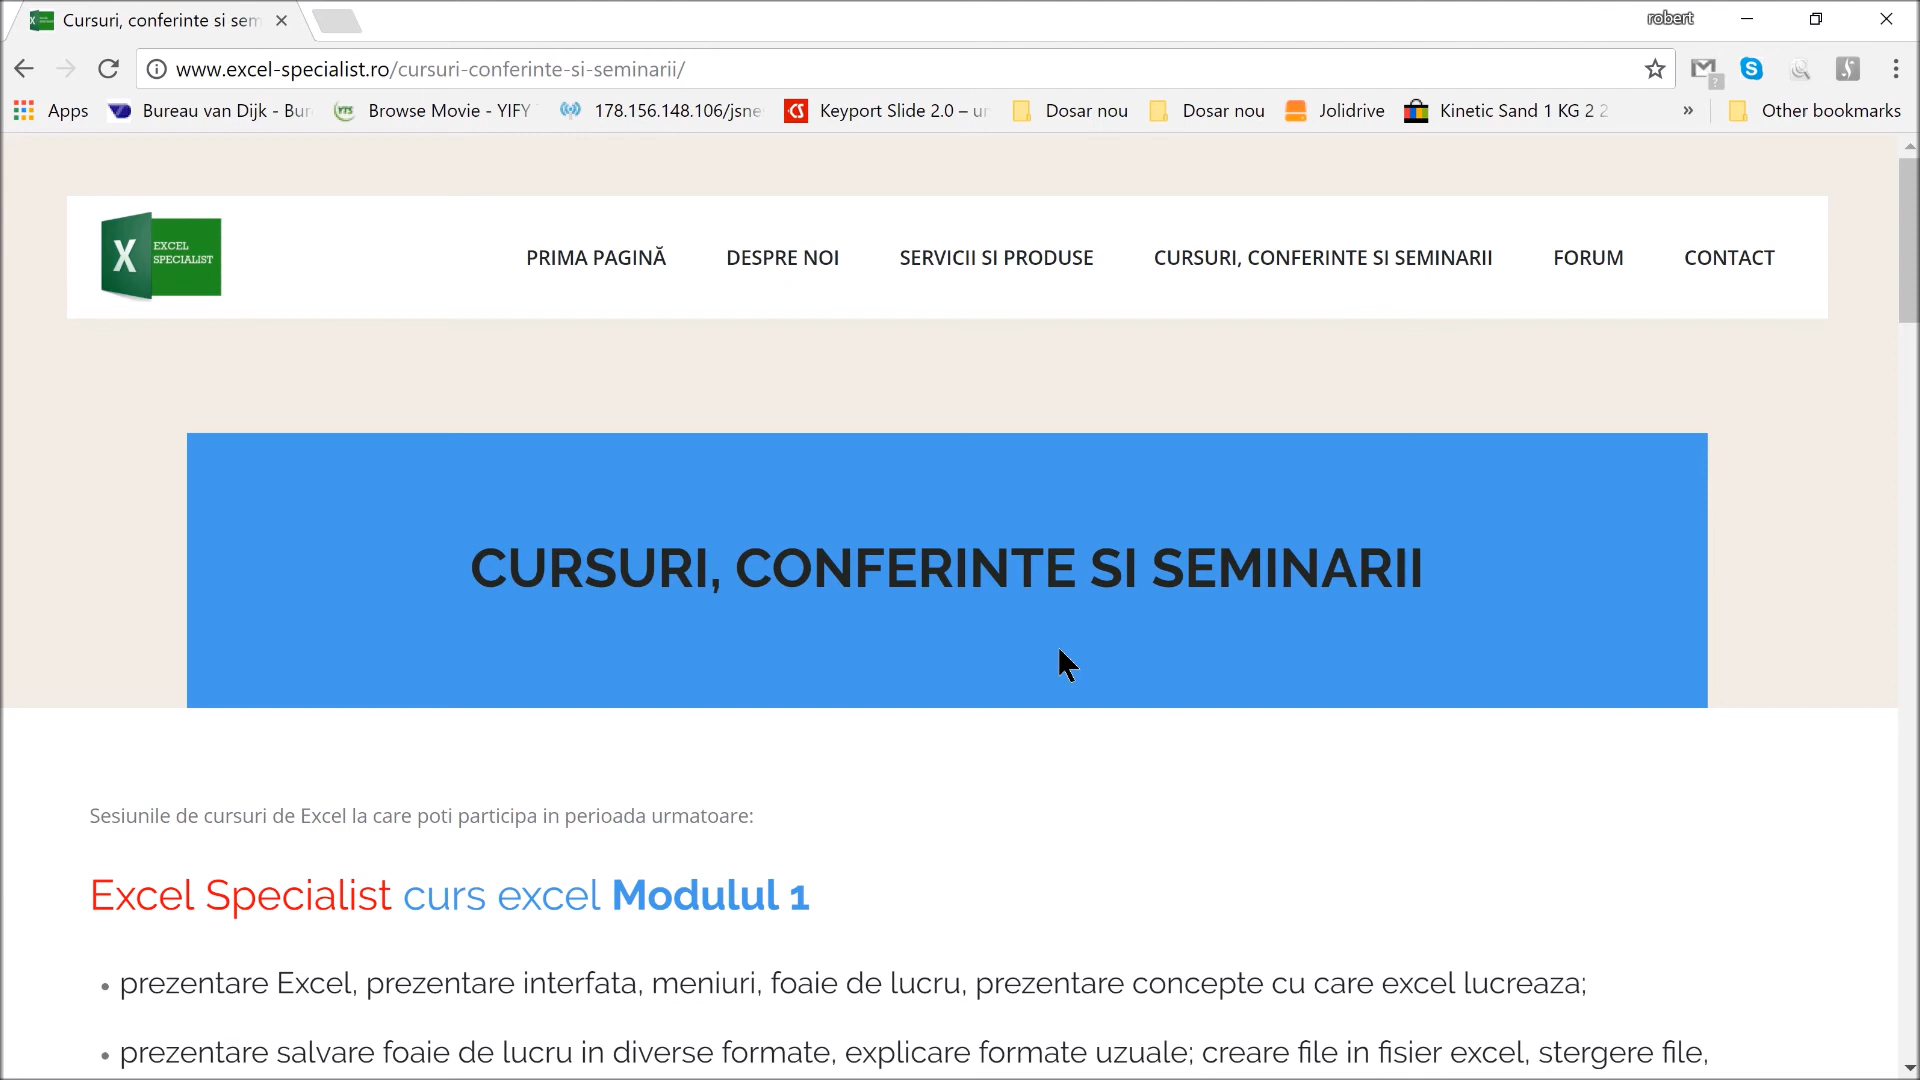 Cursuri, conferinte si sem
robert
www.excel-specialist.ro/cursuri-conferinte-si-seminarii/
Apps Bureau van Dijk - Bur Browse Movie - YIFY 178.156.148.106/jsne Keyport Slide 2.0 – un Dosar nou Dosar nou Jolidrive Kinetic Sand 1 KG 2 2 » Other bookmarks
X EXCEL SPECIALIST
PRIMA PAGINĂ DESPRE NOI SERVICII SI PRODUSE CURSURI, CONFERINTE SI SEMINARII FORUM CONTACT
CURSURI, CONFERINTE SI SEMINARII
Sesiunile de cursuri de Excel la care poti participa in perioada urmatoare:
Excel Specialist curs excel Modulul 1
• prezentare Excel, prezentare interfata, meniuri, foaie de lucru, prezentare concepte cu care excel lucreaza;
• prezentare salvare foaie de lucru in diverse formate, explicare formate uzuale; creare file in fisier excel, stergere file,